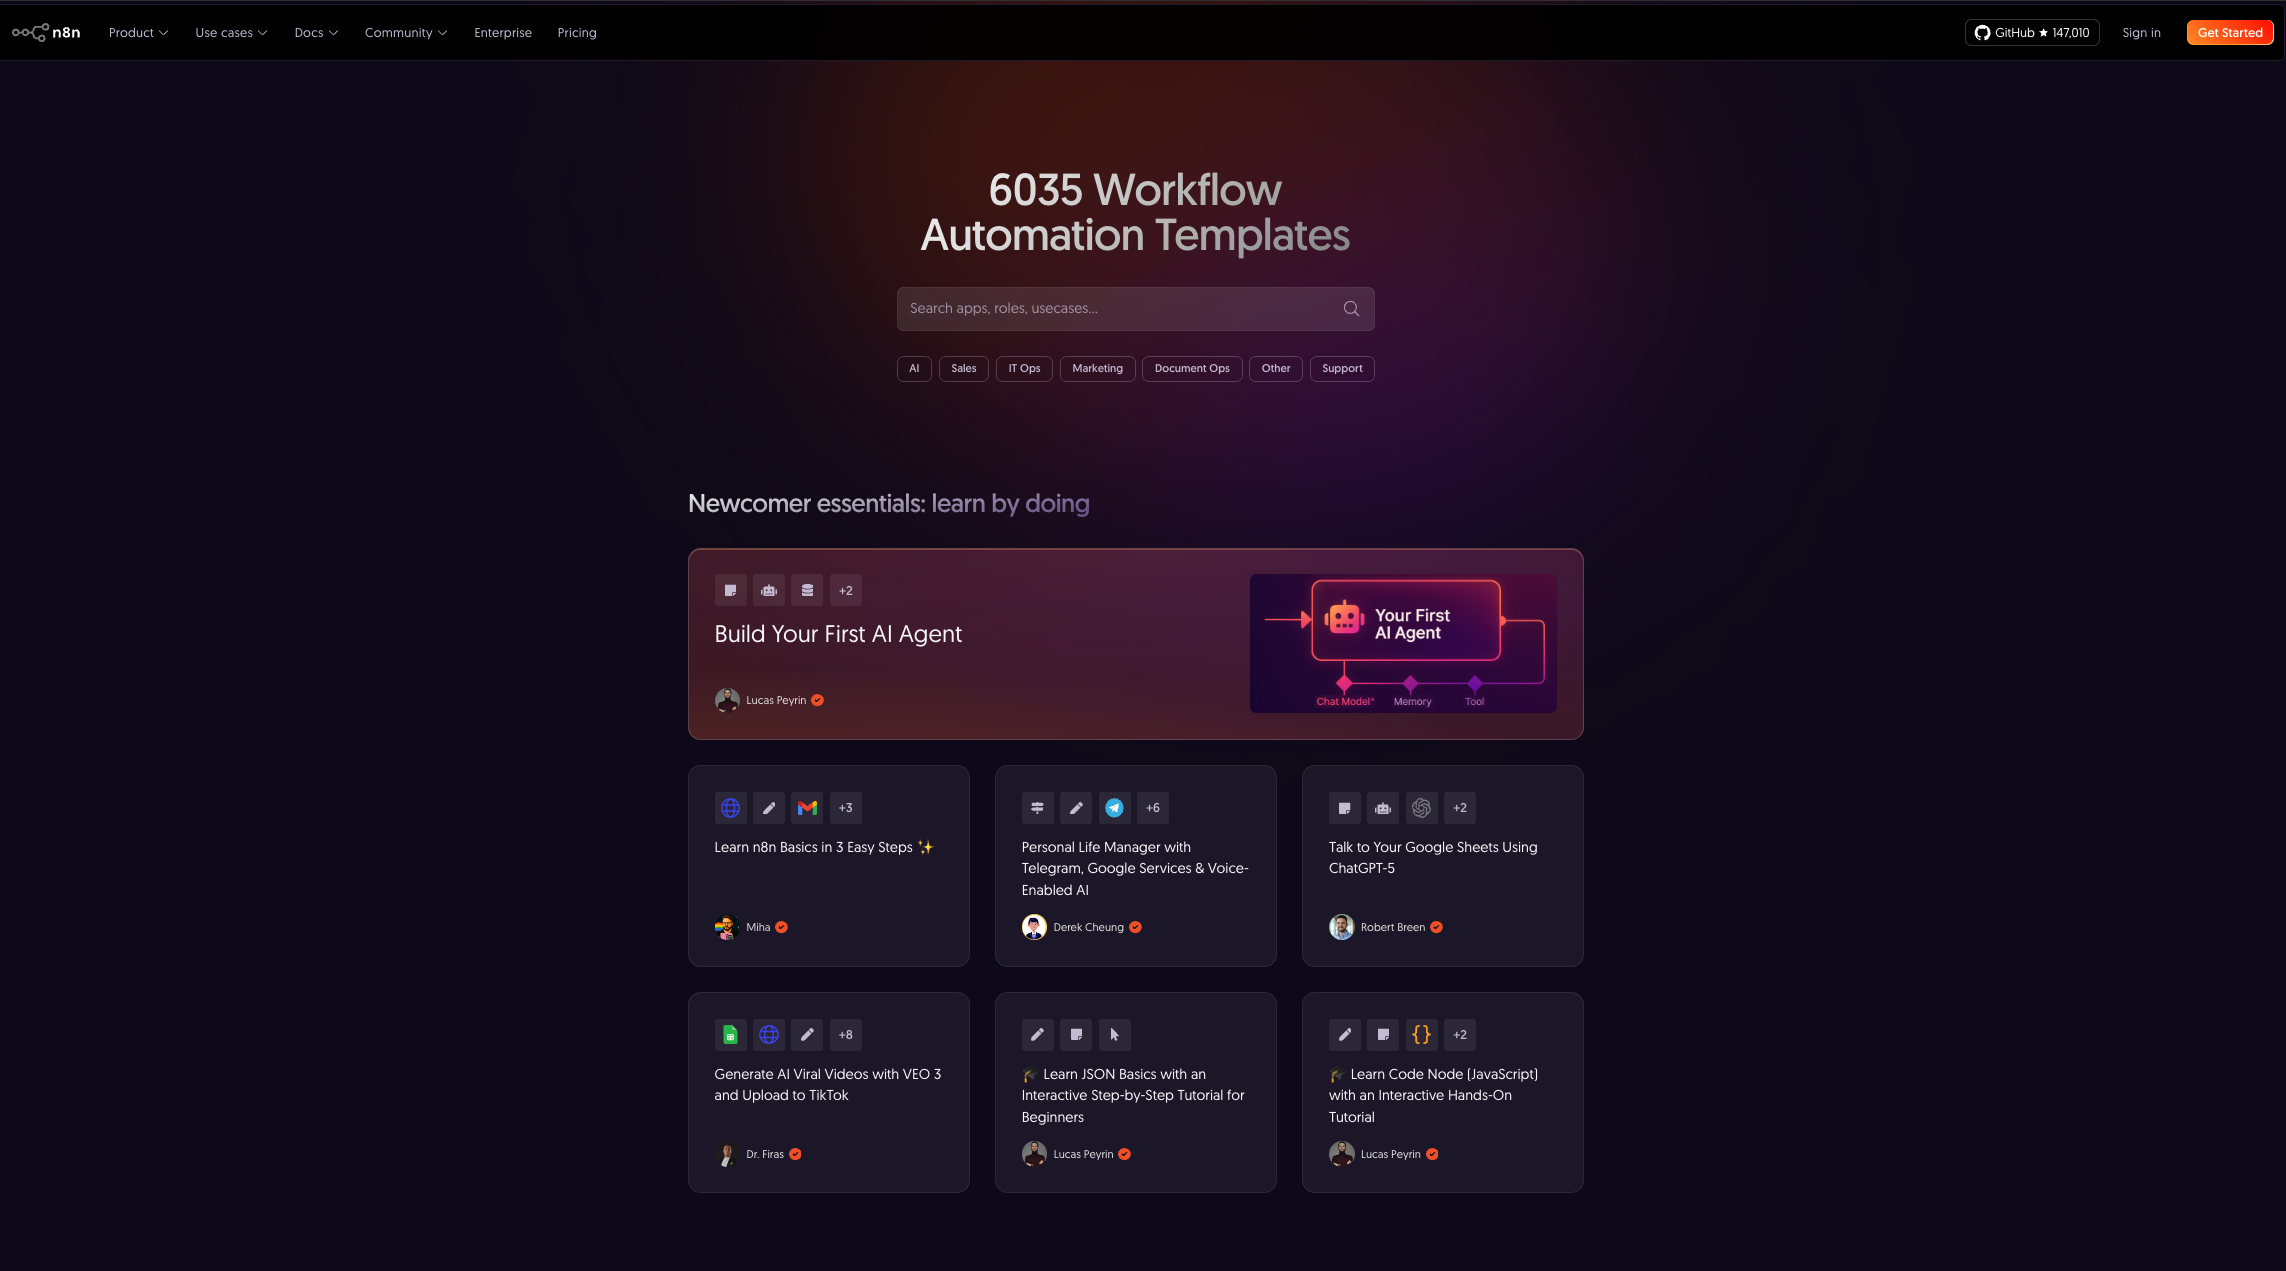 n8n
Product
Use cases
Docs
Community
Enterprise
Pricing
GitHub ★ 147,010
Sign in
Get Started
6035 Workflow
Automation Templates
Search apps, roles, usecases...
AI
Sales
IT Ops
Marketing
Document Ops
Other
Support
Newcomer essentials: learn by doing
+2
Build Your First AI Agent
Lucas Peyrin
Your First
AI Agent
Chat Model*
Memory
Tool
+3
Learn n8n Basics in 3 Easy Steps ✨
Miha
+6
Personal Life Manager with
Telegram, Google Services & Voice-
Enabled AI
Derek Cheung
+2
Talk to Your Google Sheets Using
ChatGPT-5
Robert Breen
+8
Generate AI Viral Videos with VEO 3
and Upload to TikTok
Dr. Firas
🎓 Learn JSON Basics with an
Interactive Step-by-Step Tutorial for
Beginners
Lucas Peyrin
{}
+2
🎓 Learn Code Node (JavaScript)
with an Interactive Hands-On
Tutorial
Lucas Peyrin